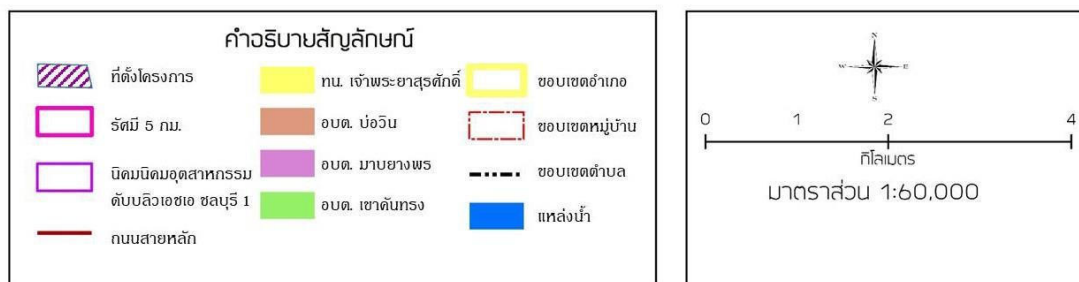 คำอธิบายสัญลักษณ์
ที่ตั้งโครงการ
รัศมี 5 กม.
นิคมนิคมอุตสาหกรรม
ดับบลิวเอชเอ ชลบุรี 1
ถนนสายหลัก
ทน. เจ้าพระยาสุรศักดิ์
อบต. บ่อวิน
อบต. มาบยางพร
อบต. เขาคันทรง
ขอบเขตอำเภอ
ขอบเขตหมู่บ้าน
ขอบเขตตำบล
แหล่งน้ำ
N
W E
S
0 1 2 4
กิโลเมตร
มาตราส่วน 1:60,000